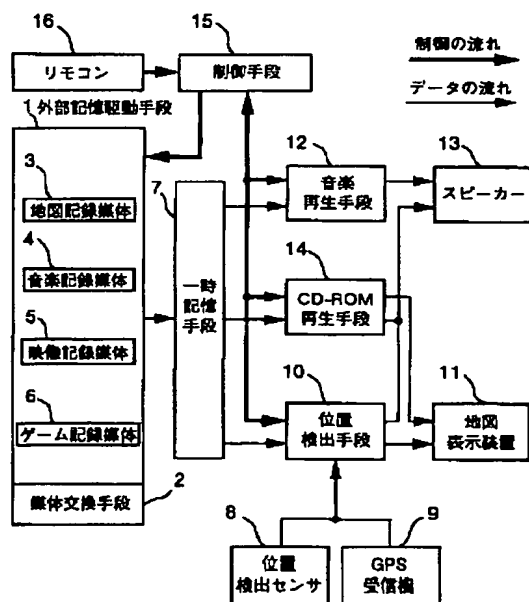 16
リモコン
15
制御手段
制御の流れ
データの流れ
1
外部記憶駆動手段
3
地図記録媒体
4
音楽記録媒体
5
映像記録媒体
6
ゲーム記録媒体
媒体交換手段
2
7
一時
記憶
手段
12
音楽
再生手段
13
スピーカー
14
CD-ROM
再生手段
10
位置
検出手段
11
地図
表示装置
8
位置
検出センサ
9
GPS
受信機